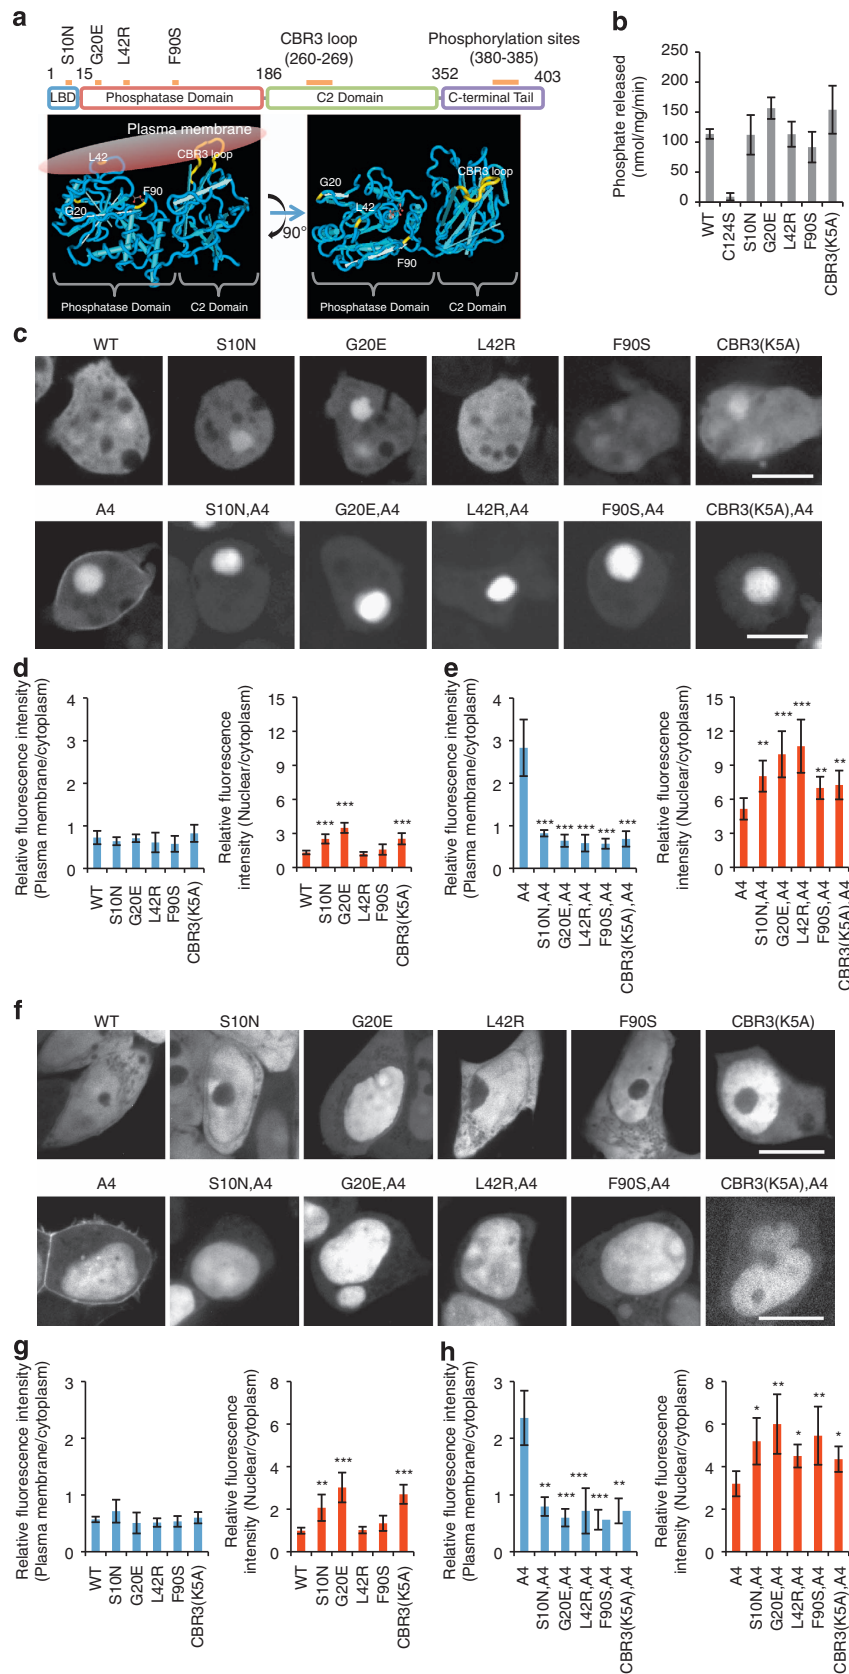 a
S10N
G20E
L42R
F90S
CBR3 loop
(260-269)
Phosphorylation sites
(380-385)
1 15 186 352 403
LBD Phosphatase Domain C2 Domain C-terminal Tail
Plasma membrane
L42
CBR3 loop
G20
F90
Phosphatase Domain C2 Domain
90°
G20
L42
CBR3 loop
F90
Phosphatase Domain C2 Domain
b
Phosphate released
(nmol/mg/min)
250
200
150
100
50
0
WT
C124S
S10N
G20E
L42R
F90S
CBR3(K5A)
c
WT S10N G20E L42R F90S CBR3(K5A)
A4 S10N,A4 G20E,A4 L42R,A4 F90S,A4 CBR3(K5A),A4
d
Relative fluorescence intensity
(Plasma membrane/cytoplasm)
4
3
2
1
0
WT
S10N
G20E
L42R
F90S
CBR3(K5A)
Relative fluorescence
intensity (Nuclear/cytoplasm)
15
12
9
6
3
0
*** *** ***
WT
S10N
G20E
L42R
F90S
CBR3(K5A)
e
Relative fluorescence intensity
(Plasma membrane/cytoplasm)
4
3
2
1
0
*** *** *** *** ***
A4
S10N,A4
G20E,A4
L42R,A4
F90S,A4
CBR3(K5A),A4
Relative fluorescence
intensity (Nuclear/cytoplasm)
15
12
9
6
3
0
** *** *** ** **
A4
S10N,A4
G20E,A4
L42R,A4
F90S,A4
CBR3(K5A),A4
f
WT S10N G20E L42R F90S CBR3(K5A)
A4 S10N,A4 G20E,A4 L42R,A4 F90S,A4 CBR3(K5A),A4
g
Relative fluorescence intensity
(Plasma membrane/cytoplasm)
3
2
1
0
WT
S10N
G20E
L42R
F90S
CBR3(K5A)
Relative fluorescence
intensity (Nuclear/cytoplasm)
8
6
4
2
0
** *** ***
WT
S10N
G20E
L42R
F90S
CBR3(K5A)
h
Relative fluorescence intensity
(Plasma membrane/cytoplasm)
3
2
1
0
** *** *** *** **
A4
S10N,A4
G20E,A4
L42R,A4
F90S,A4
CBR3(K5A),A4
Relative fluorescence
intensity (Nuclear/cytoplasm)
8
6
4
2
0
* ** * ** *
A4
S10N,A4
G20E,A4
L42R,A4
F90S,A4
CBR3(K5A),A4